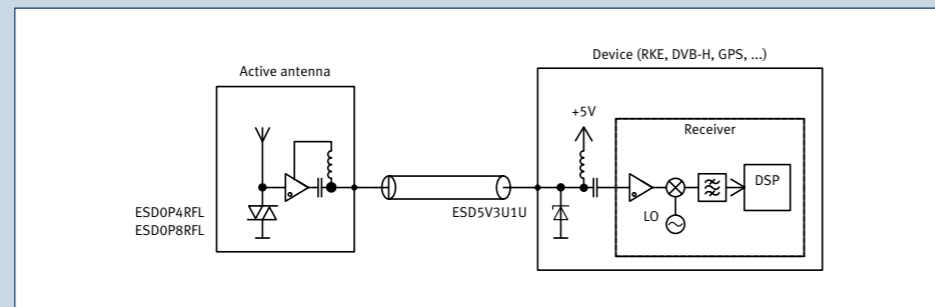 Device (RKE, DVB-H, GPS, ...)
Active antenna
+5V
Receiver
DSP
LO
ESD0P4RFL
ESD0P8RFL
ESD5V3U1U